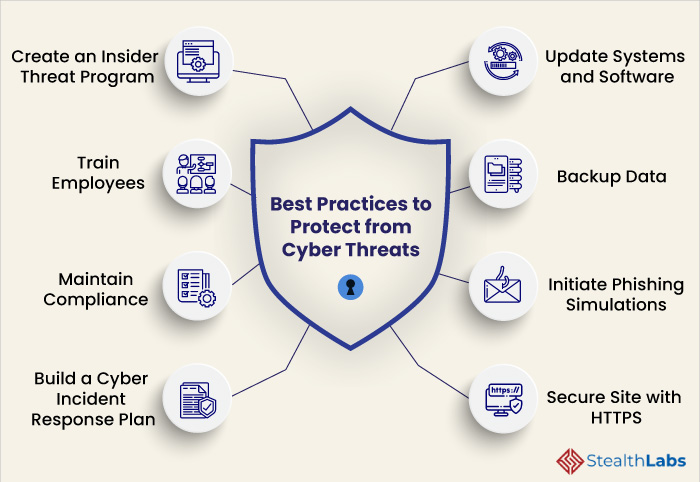 Create an Insider
Threat Program
Train
Employees
Maintain
Compliance
Build a Cyber
Incident
Response Plan
Best Practices to
Protect from
Cyber Threats
Update Systems
and Software
Backup Data
Initiate Phishing
Simulations
https://
Secure Site with
HTTPS
StealthLabs